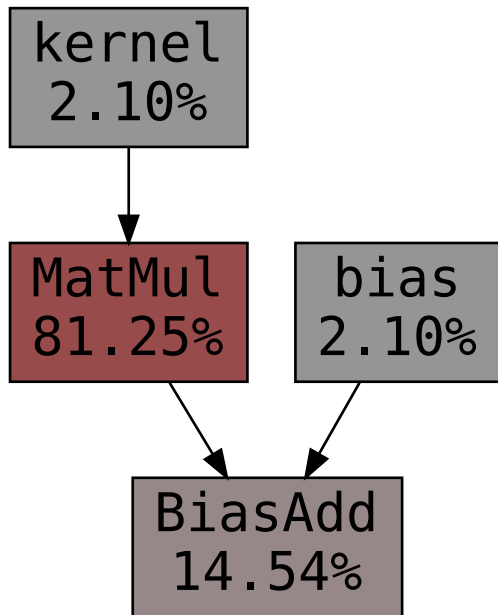 kernel
2.10%
MatMul
81.25%
bias
2.10%
BiasAdd
14.54%